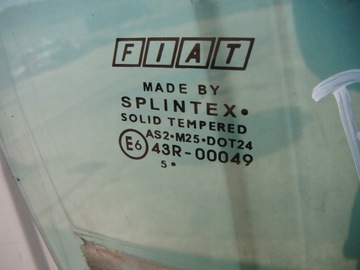 FIAT
MADE BY
SPLINTEX•
SOLID TEMPERED
AS2•M25•DOT24
E6 43R-00049
5•